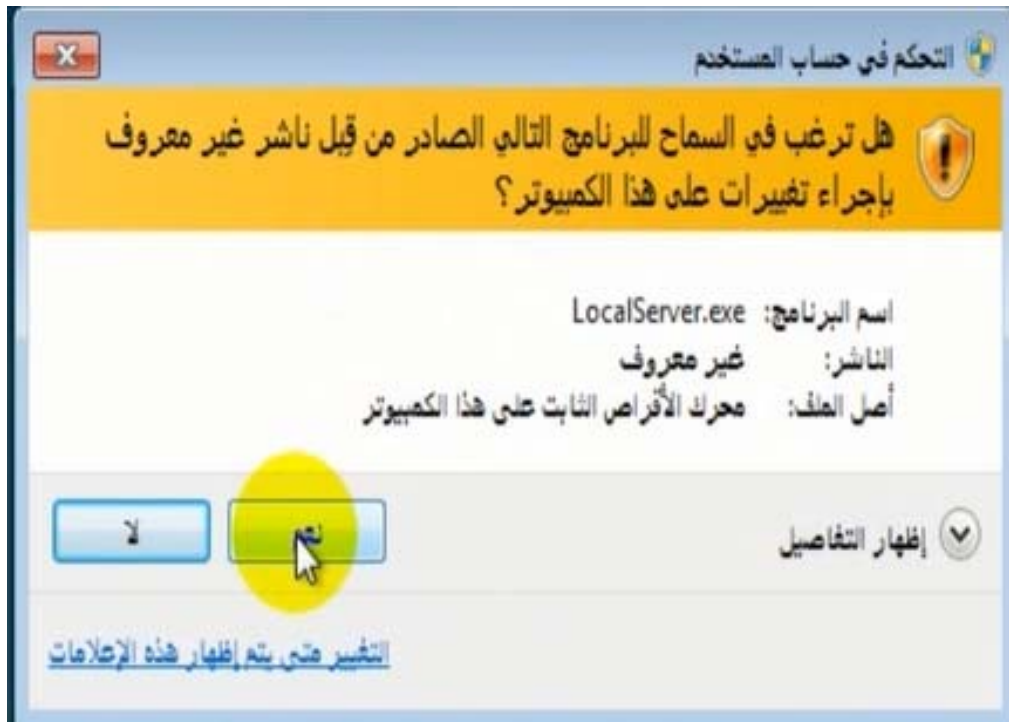 التحكم في حساب المستخدم
هل ترغب في السماح للبرنامج التالي الصادر من قِبل ناشر غير معروف
بإجراء تغييرات على هذا الكمبيوتر؟
اسم البرنامج: LocalServer.exe
الناشر: غير معروف
أصل الملف: محرك الأقراص الثابت على هذا الكمبيوتر
إظهار التفاصيل
نعم
لا
التغيير متى يتم إظهار هذه الإعلامات